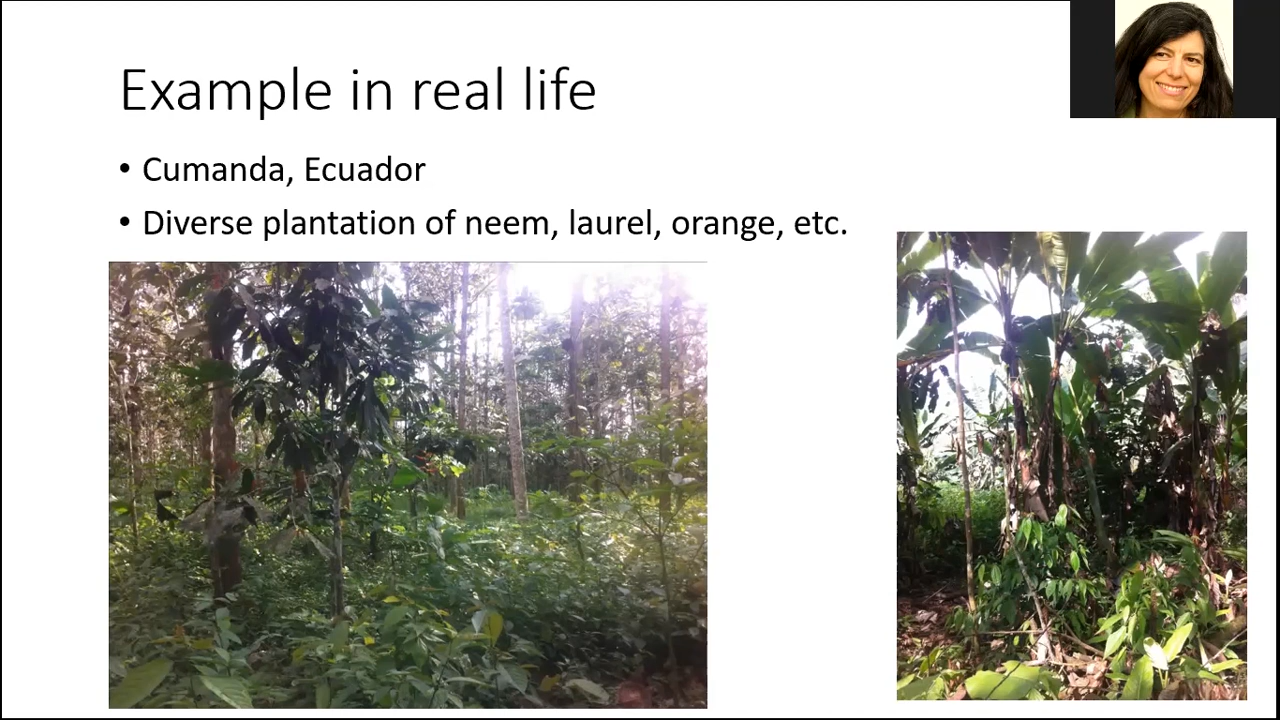 Example in real life
• Cumanda, Ecuador
• Diverse plantation of neem, laurel, orange, etc.